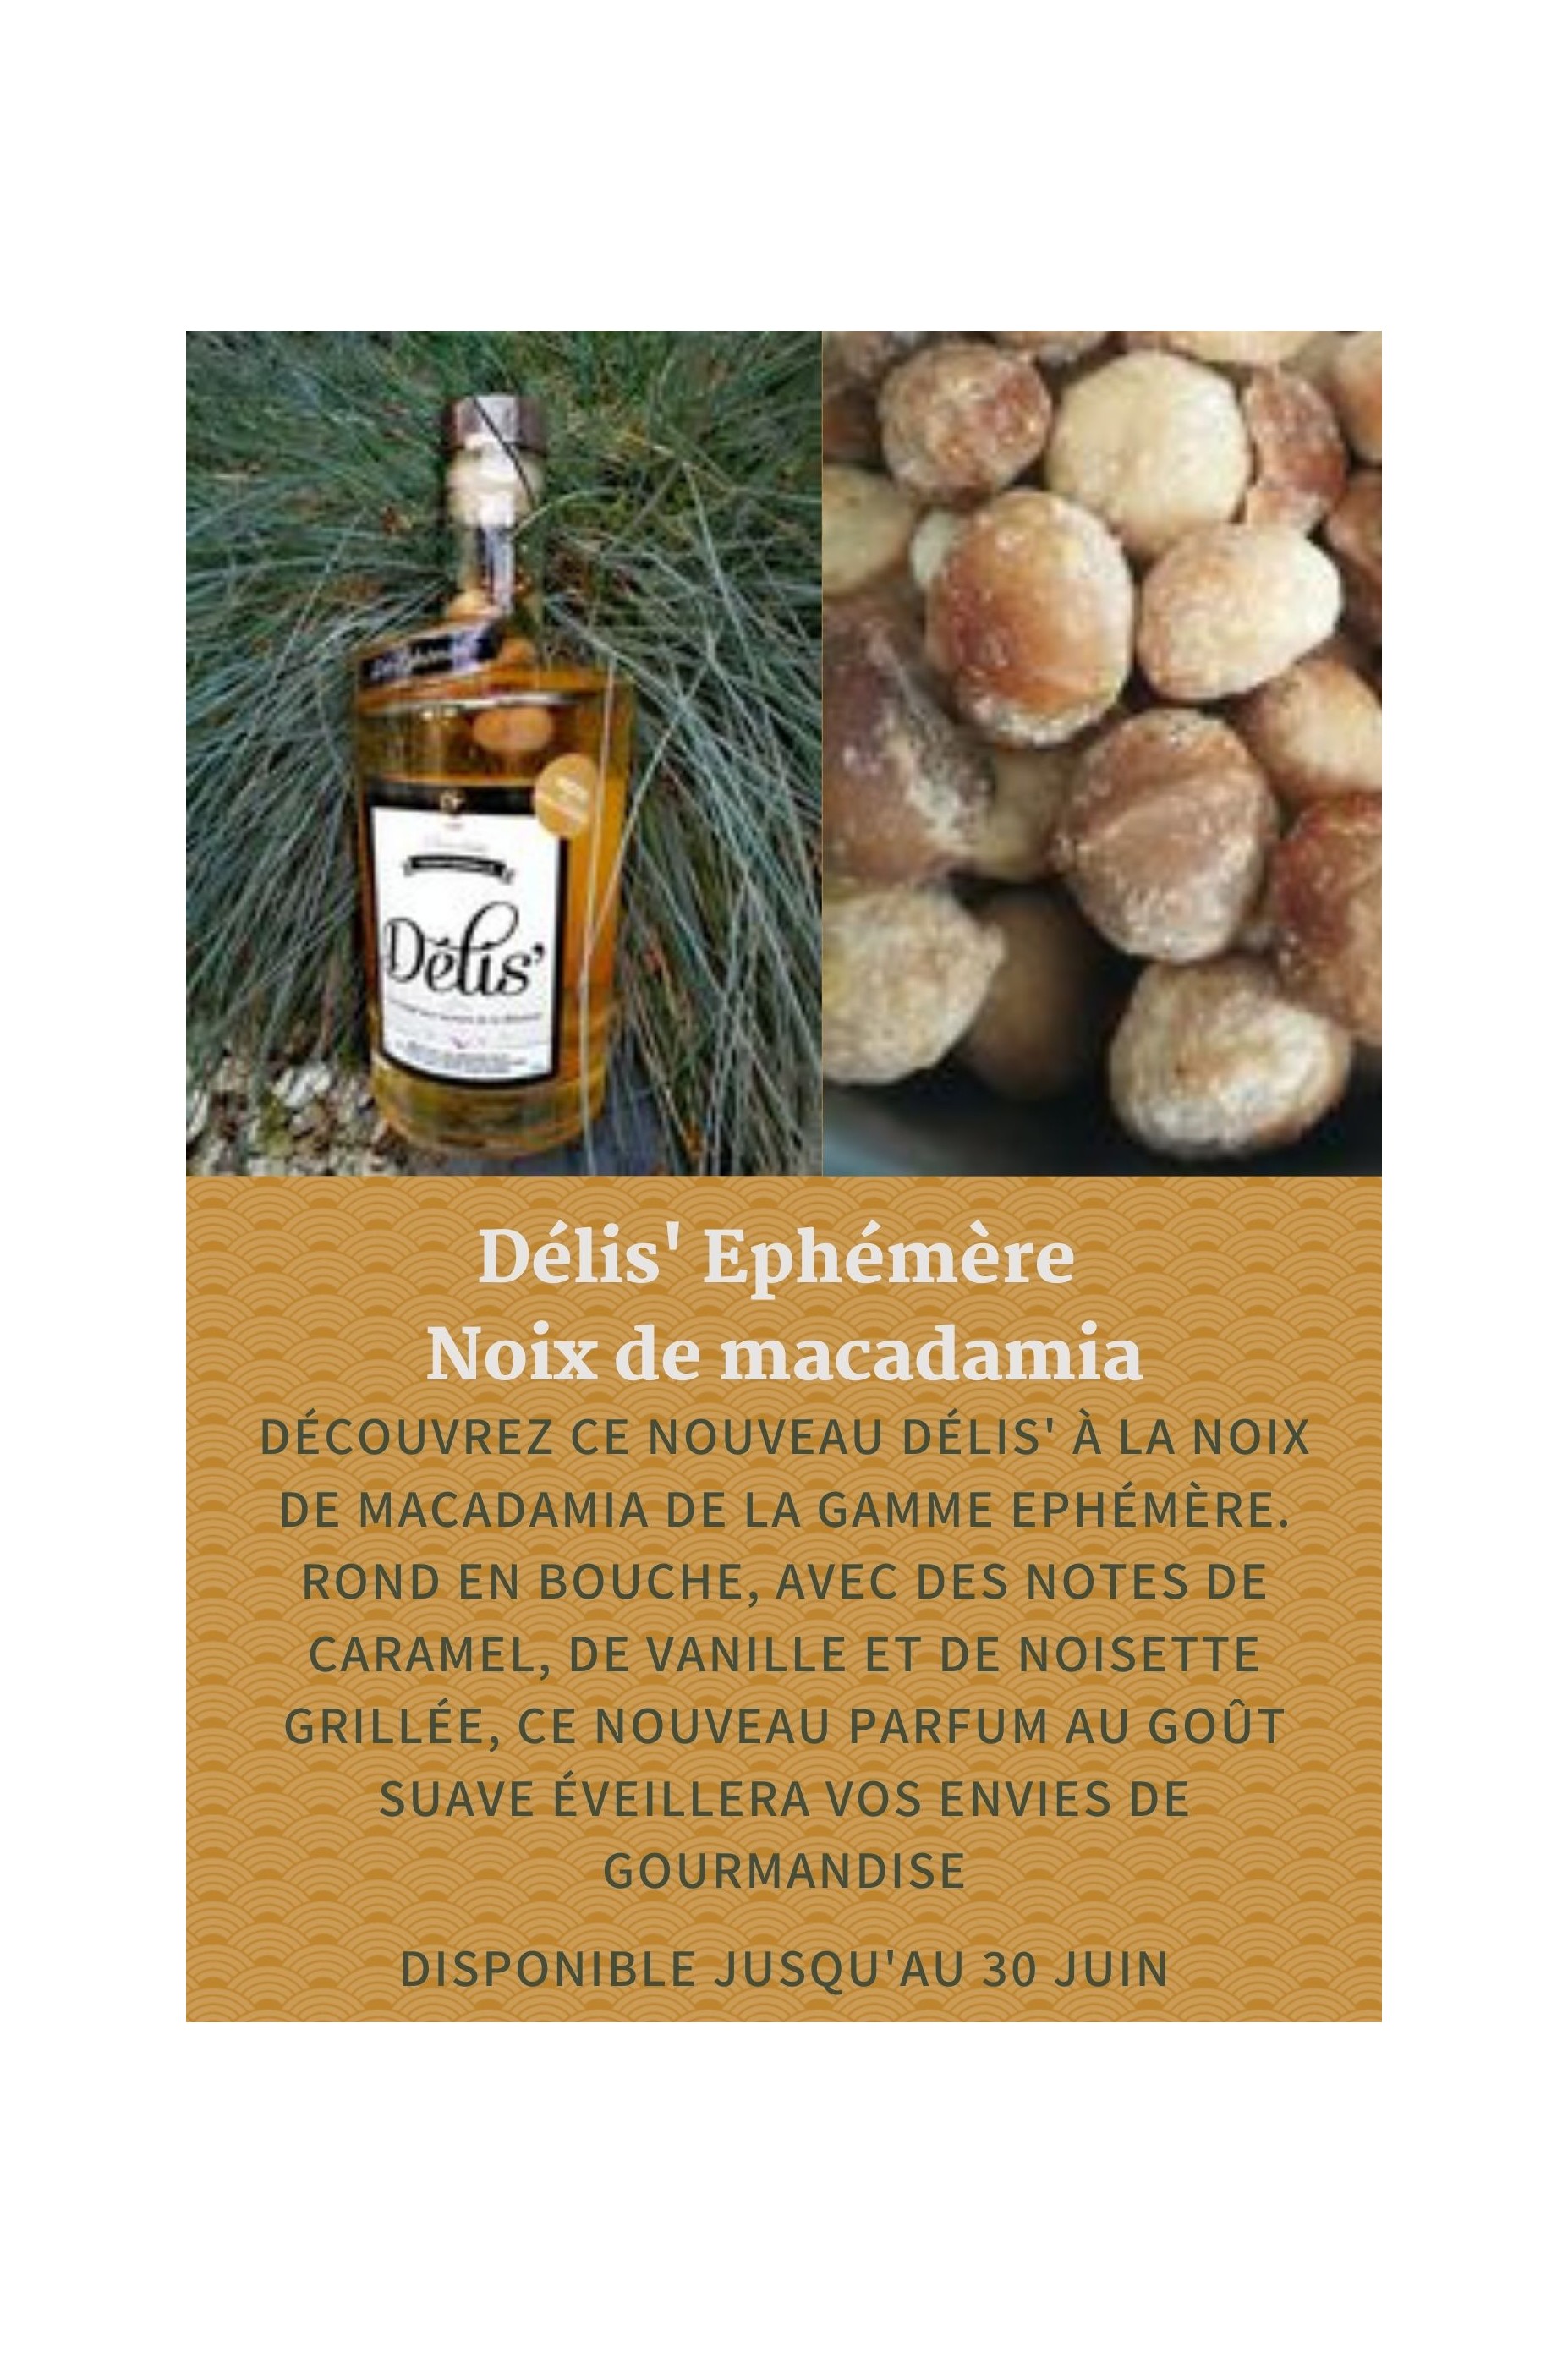 Délis'
Délis' Ephémère
Noix de macadamia
DÉCOUVREZ CE NOUVEAU DÉLIS' À LA NOIX
DE MACADAMIA DE LA GAMME EPHÉMÈRE.
ROND EN BOUCHE, AVEC DES NOTES DE
CARAMEL, DE VANILLE ET DE NOISETTE
GRILLÉE, CE NOUVEAU PARFUM AU GOÛT
SUAVE ÉVEILLERA VOS ENVIES DE
GOURMANDISE
DISPONIBLE JUSQU'AU 30 JUIN